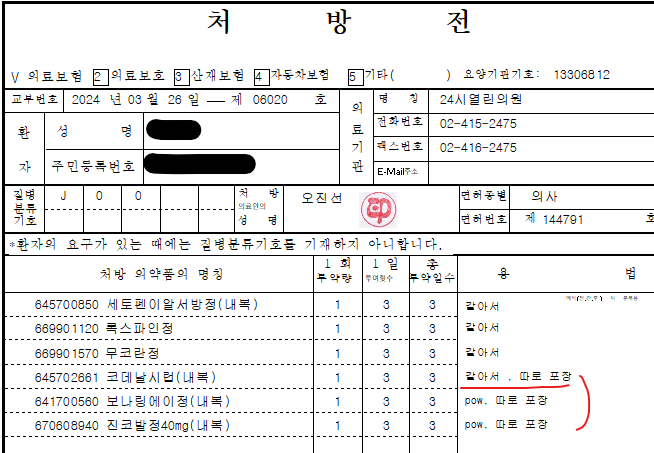 처 방 전
V 의료보험 2 의료보호 3 산재보험 4 자동차보험 5 기타( ) 요양기관기호: 13306812
교부번호 2024 년 03 월 26 일 ― 제 06020 호
의료기관
명 칭 24시열린의원
전화번호 02-415-2475
팩스번호 02-416-2475
E-Mail주소
환자
성 명
주민등록번호
질병분류기호 J 0 0
처 방 의료인의 성 명 오진선
면허종별 의사
면허번호 제 144791 호
*환자의 요구가 있는 때에는 질병분류기호를 기재하지 아니합니다.
처방 의약품의 명칭 1 회 투약량 1 일 투여횟수 총 투약일수 용 법
645700850 세토펜이알서방정(내복) 1 3 3 같아서
669901120 록스파인정 1 3 3 같아서
669901570 무코란정 1 3 3 같아서
645702661 코데날시럽(내복) 1 3 3 같아서 , 따로 포장
641700560 보나링에이정(내복) 1 3 3 pow, 따로 포장
670608940 진코발정40mg(내복) 1 3 3 pow, 따로 포장